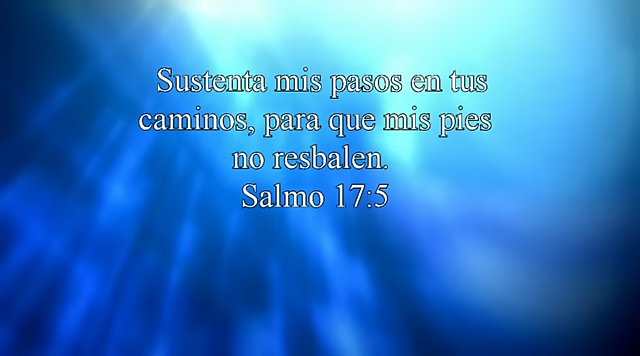 Sustenta mis pasos en tus
caminos, para que mis pies
no resbalen.
Salmo 17:5